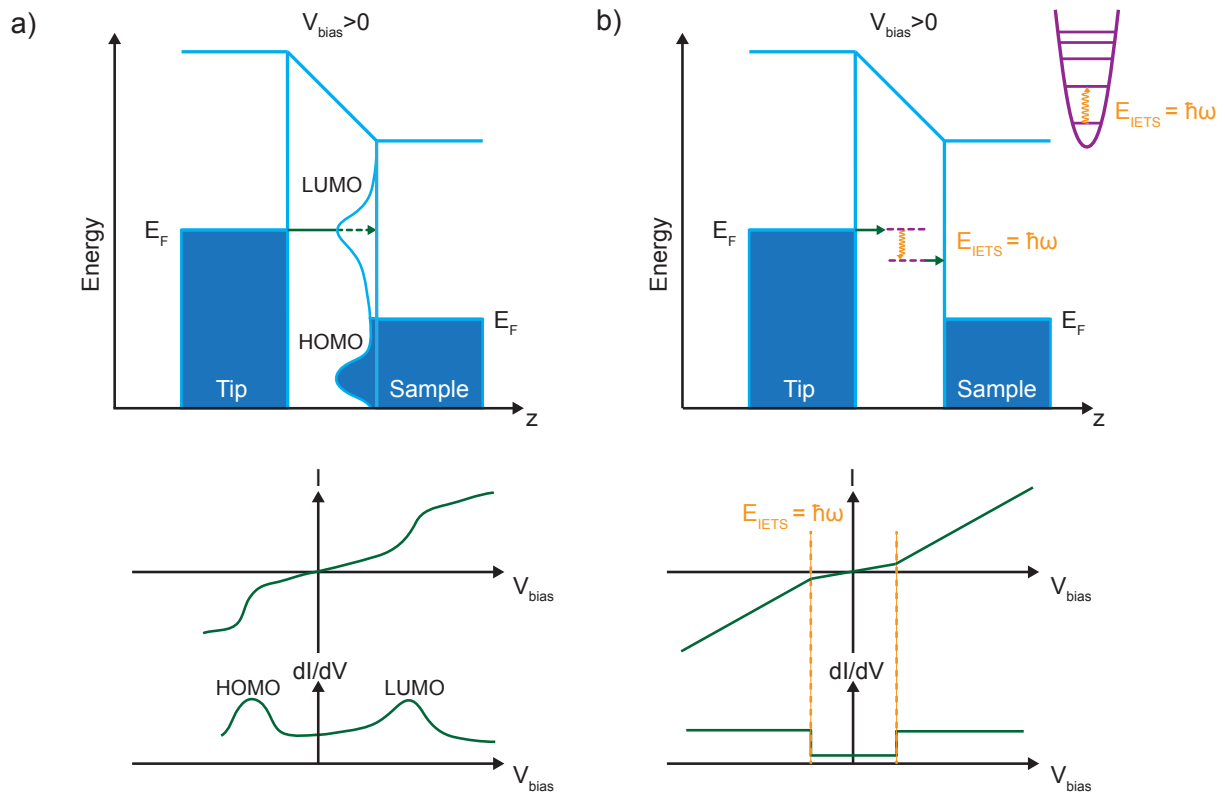 a)
V_bias>0
Energy
LUMO
E_F
HOMO
E_F
Tip
Sample
z
I
V_bias
dI/dV
HOMO
LUMO
V_bias
b)
V_bias>0
E_IETS = ħω
Energy
E_F
E_IETS = ħω
E_F
Tip
Sample
z
I
E_IETS = ħω
V_bias
dI/dV
V_bias